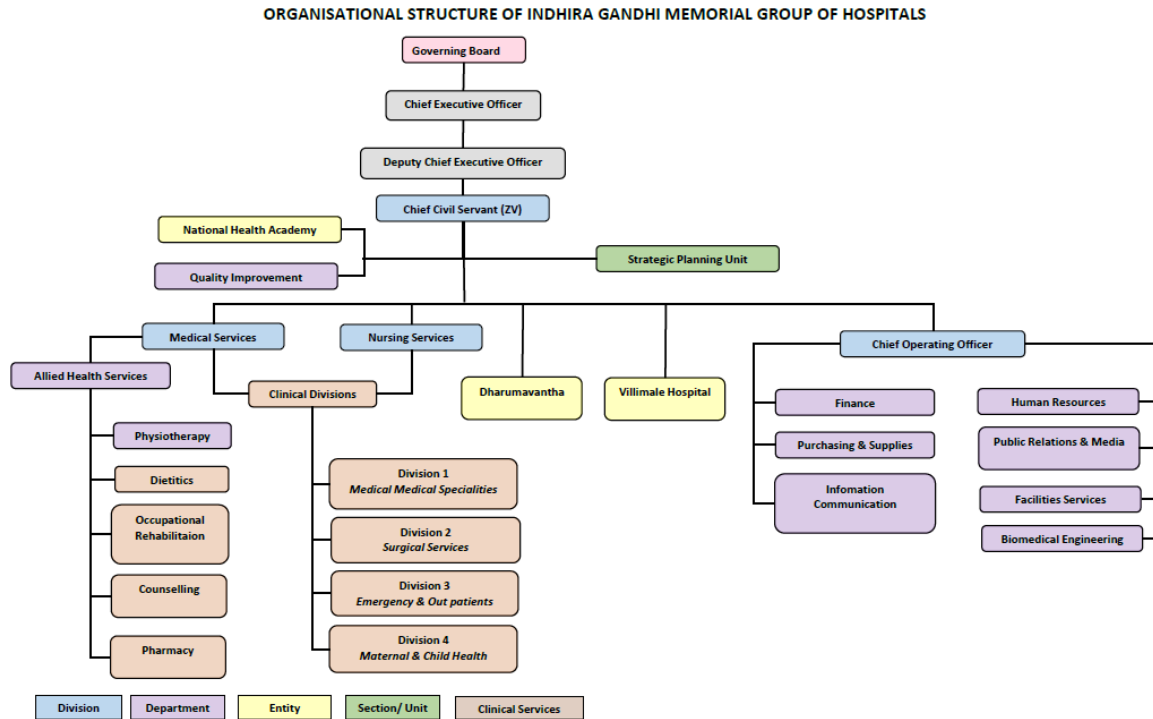 ORGANISATIONAL STRUCTURE OF INDHIRA GANDHI MEMORIAL GROUP OF HOSPITALS
Governing Board
Chief Executive Officer
Deputy Chief Executive Officer
Chief Civil Servant (ZV)
National Health Academy
Quality Improvement
Strategic Planning Unit
Medical Services
Nursing Services
Chief Operating Officer
Allied Health Services
Clinical Divisions
Dharumavantha
Villimale Hospital
Physiotherapy
Dietitics
Occupational
Rehabilitaion
Counselling
Pharmacy
Division 1
Medical Medical Specialities
Division 2
Surgical Services
Division 3
Emergency & Out patients
Division 4
Maternal & Child Health
Finance
Purchasing & Supplies
Infomation
Communication
Human Resources
Public Relations & Media
Facilities Services
Biomedical Engineering
Division
Department
Entity
Section/ Unit
Clinical Services